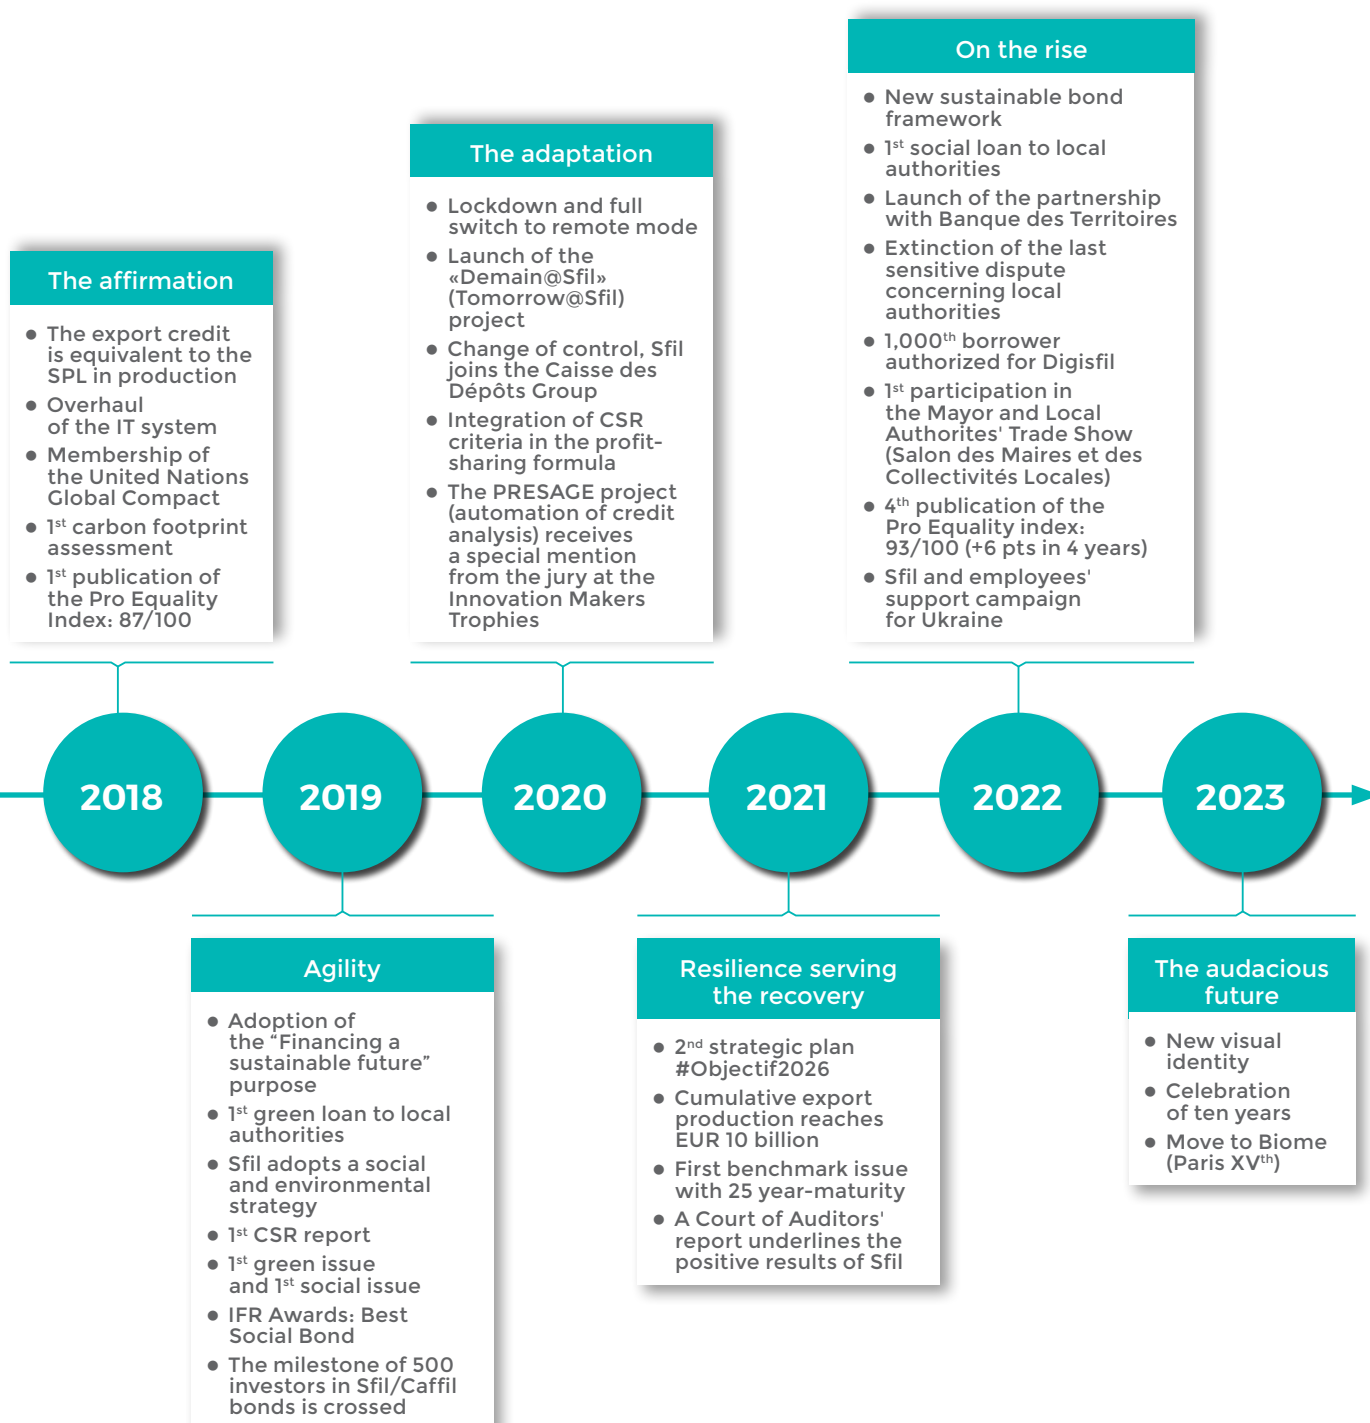 The affirmation
● The export credit
is equivalent to the
SPL in production
● Overhaul
of the IT system
● Membership of
the United Nations
Global Compact
● 1st carbon footprint
assessment
● 1st publication of
the Pro Equality
Index: 87/100
The adaptation
● Lockdown and full
switch to remote mode
● Launch of the
«Demain@Sfil»
(Tomorrow@Sfil)
project
● Change of control, Sfil
joins the Caisse des
Dépôts Group
● Integration of CSR
criteria in the profit-
sharing formula
● The PRESAGE project
(automation of credit
analysis) receives
a special mention
from the jury at the
Innovation Makers
Trophies
On the rise
● New sustainable bond
framework
● 1st social loan to local
authorities
● Launch of the partnership
with Banque des Territoires
● Extinction of the last
sensitive dispute
concerning local
authorities
● 1,000th borrower
authorized for Digisfil
● 1st participation in
the Mayor and Local
Authorites' Trade Show
(Salon des Maires et des
Collectivités Locales)
● 4th publication of the
Pro Equality index:
93/100 (+6 pts in 4 years)
● Sfil and employees'
support campaign
for Ukraine
2018
2019
2020
2021
2022
2023
Agility
● Adoption of
the “Financing a
sustainable future”
purpose
● 1st green loan to local
authorities
● Sfil adopts a social
and environmental
strategy
● 1st CSR report
● 1st green issue
and 1st social issue
● IFR Awards: Best
Social Bond
● The milestone of 500
investors in Sfil/Caffil
bonds is crossed
Resilience serving
the recovery
● 2nd strategic plan
#Objectif2026
● Cumulative export
production reaches
EUR 10 billion
● First benchmark issue
with 25 year-maturity
● A Court of Auditors'
report underlines the
positive results of Sfil
The audacious
future
● New visual
identity
● Celebration
of ten years
● Move to Biome
(Paris XVth)